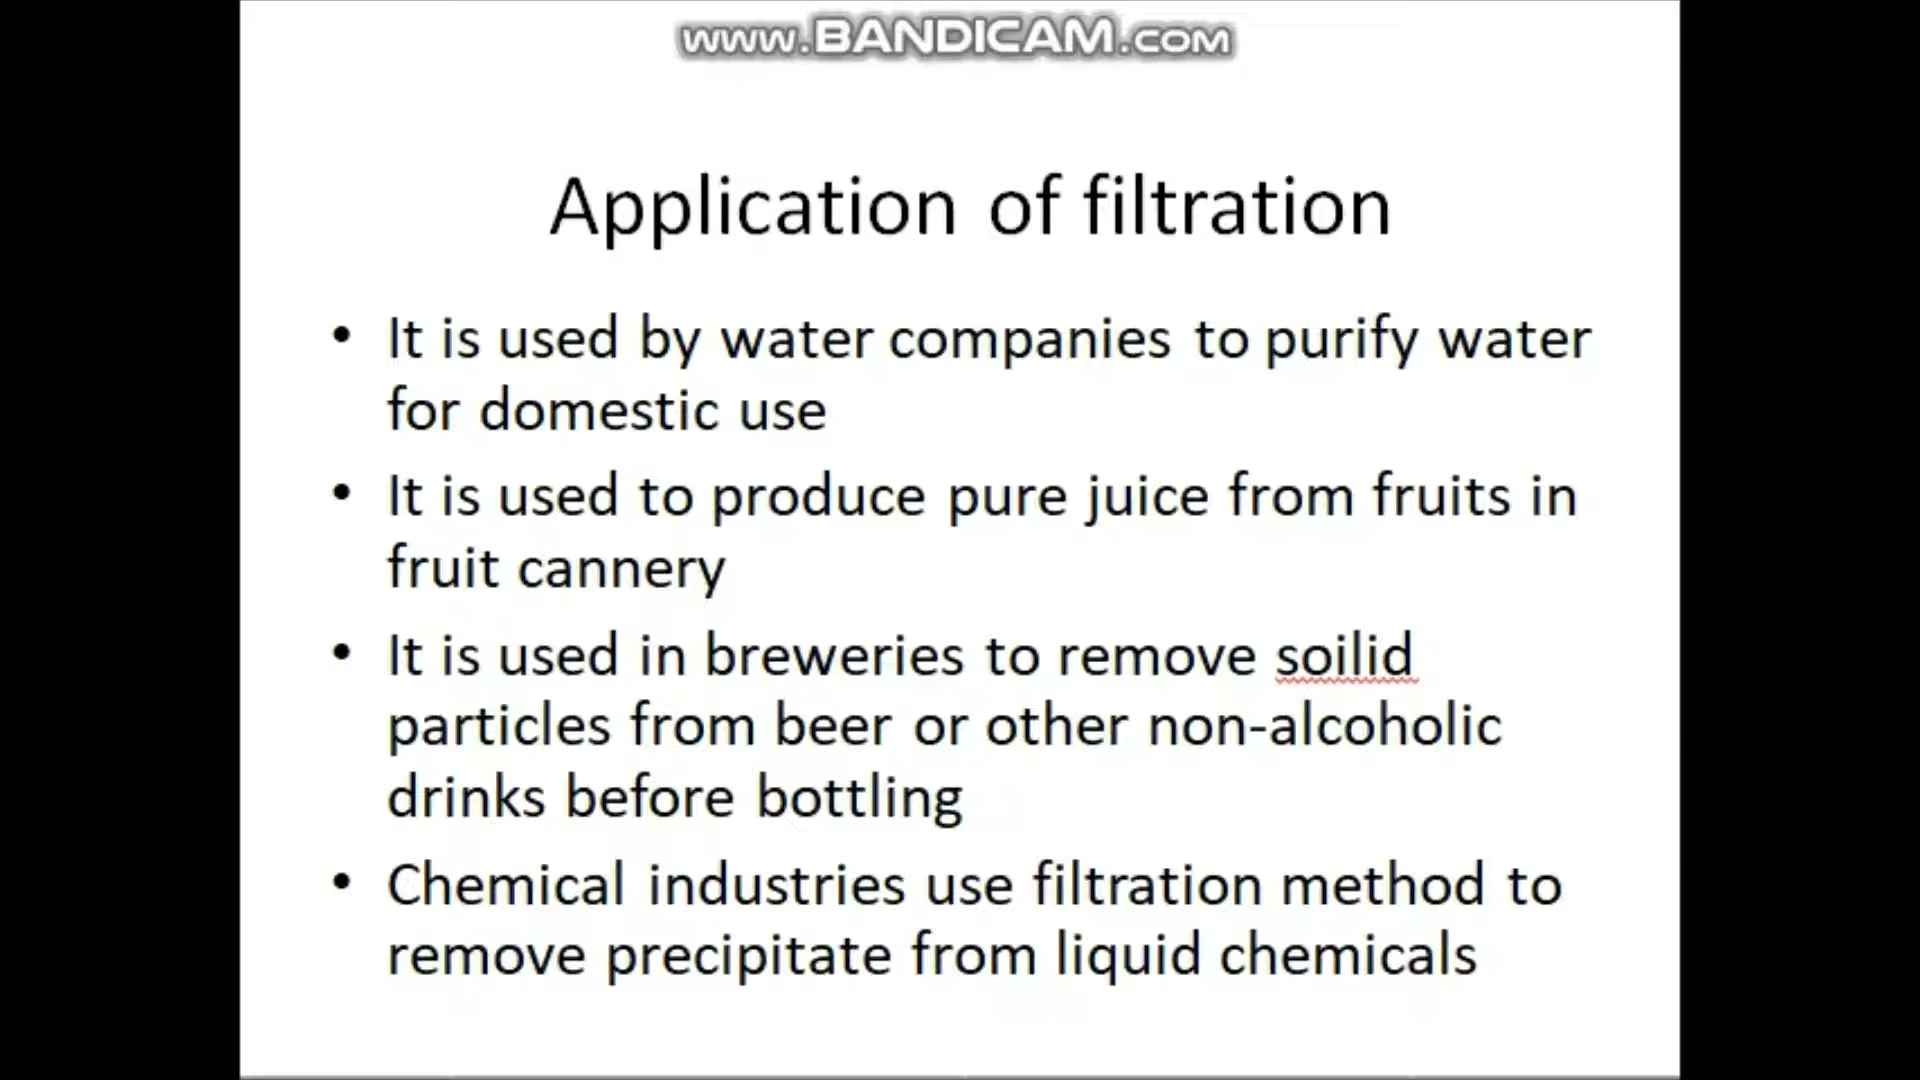 www.BANDICAM.com
Application of filtration
• It is used by water companies to purify water
for domestic use
• It is used to produce pure juice from fruits in
fruit cannery
• It is used in breweries to remove soilid
particles from beer or other non-alcoholic
drinks before bottling
• Chemical industries use filtration method to
remove precipitate from liquid chemicals